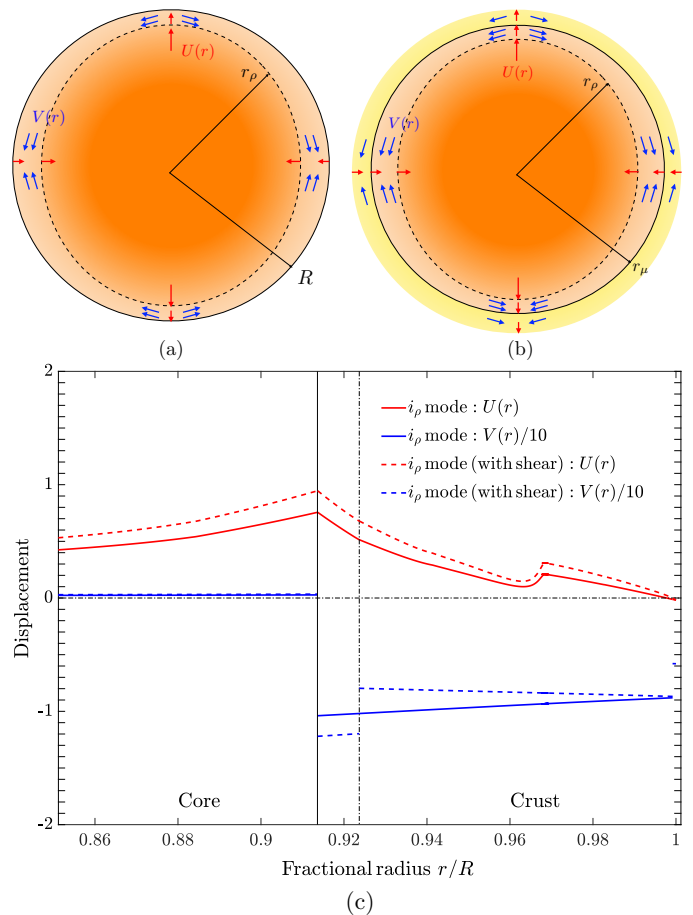 U(r)
r_ρ
V(r)
R
(a)
U(r)
r_ρ
V(r)
r_μ
(b)
2
1
0
-1
-2
Displacement
i_ρ mode : U(r)
i_ρ mode : V(r)/10
i_ρ mode (with shear) : U(r)
i_ρ mode (with shear) : V(r)/10
Core
Crust
0.86 0.88 0.9 0.92 0.94 0.96 0.98 1
Fractional radius r/R
(c)